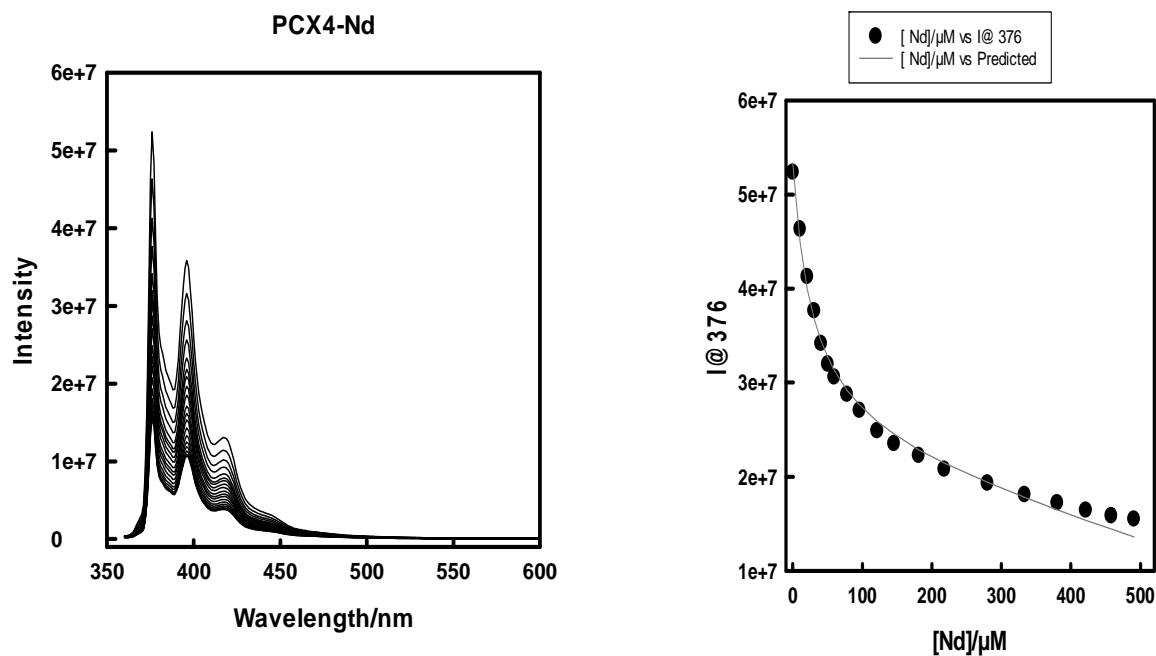 PCX4-Nd
6e+7
5e+7
4e+7
3e+7
2e+7
1e+7
0
Intensity
350 400 450 500 550 600
Wavelength/nm
[ Nd]/µM vs I@ 376
[ Nd]/µM vs Predicted
6e+7
5e+7
4e+7
3e+7
2e+7
1e+7
I@376
0 100 200 300 400 500
[Nd]/µM